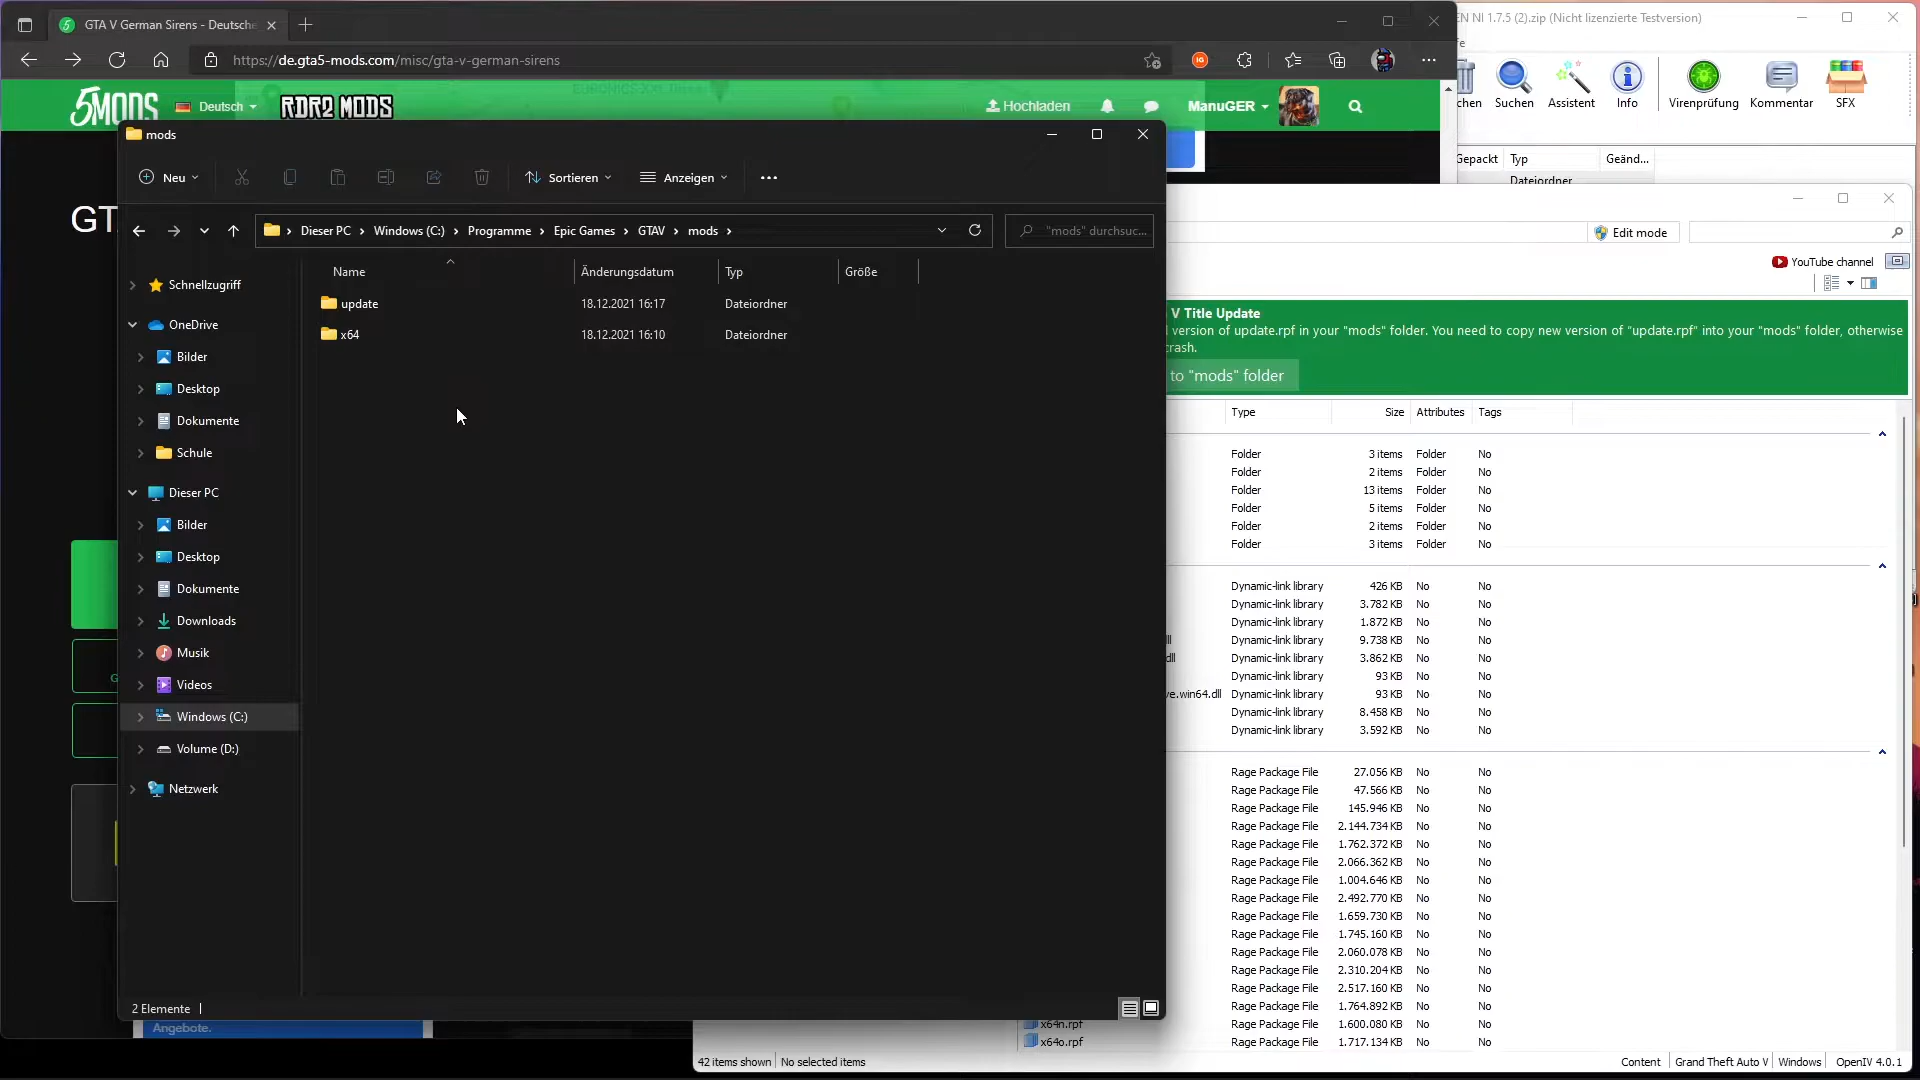 GTA V German Sirens - Deutsche
EN NI 1.7.5 (2).zip (Nicht lizenzierte Testversion)
https://de.gta5-mods.com/misc/gta-v-german-sirens
fe
chen
Suchen
Assistent
Info
Virenprüfung
Kommentar
SFX
5MODS
Deutsch
RDR2 MODS
Hochladen
ManuGER
Gepackt
Typ
Geänd...
Dateiordner
GT
mods
Neu
Sortieren
Anzeigen
Dieser PC
Windows (C:)
Programme
Epic Games
GTAV
mods
"mods" durchsuc...
Name
Änderungsdatum
Typ
Größe
update
18.12.2021 16:17
Dateiordner
x64
18.12.2021 16:10
Dateiordner
Schnellzugriff
OneDrive
Bilder
Desktop
Dokumente
Schule
Dieser PC
Bilder
Desktop
Dokumente
Downloads
Musik
Videos
Windows (C:)
Volume (D:)
Netzwerk
2 Elemente
G
Angebote.
Edit mode
YouTube channel
V Title Update
version of update.rpf in your "mods" folder. You need to copy new version of "update.rpf" into your "mods" folder, otherwise
crash.
to "mods" folder
Type
Size
Attributes
Tags
Folder 3 items Folder No
Folder 2 items Folder No
Folder 13 items Folder No
Folder 5 items Folder No
Folder 2 items Folder No
Folder 3 items Folder No
Dynamic-link library 426 KB No No
Dynamic-link library 3.782 KB No No
Dynamic-link library 1.872 KB No No
ll Dynamic-link library 9.738 KB No No
dll Dynamic-link library 3.862 KB No No
Dynamic-link library 93 KB No No
ve.win64.dll Dynamic-link library 93 KB No No
Dynamic-link library 8.458 KB No No
Dynamic-link library 3.592 KB No No
Rage Package File 27.056 KB No No
Rage Package File 47.566 KB No No
Rage Package File 145.946 KB No No
Rage Package File 2.144.734 KB No No
Rage Package File 1.762.372 KB No No
Rage Package File 2.066.362 KB No No
Rage Package File 1.004.646 KB No No
Rage Package File 2.492.770 KB No No
Rage Package File 1.659.730 KB No No
Rage Package File 1.745.160 KB No No
Rage Package File 2.060.078 KB No No
Rage Package File 2.310.204 KB No No
Rage Package File 2.517.160 KB No No
Rage Package File 1.764.892 KB No No
x64n.rpf Rage Package File 1.600.080 KB No No
x64o.rpf Rage Package File 1.717.134 KB No No
42 items shown
No selected items
Content
Grand Theft Auto V
Windows
OpenIV 4.0.1